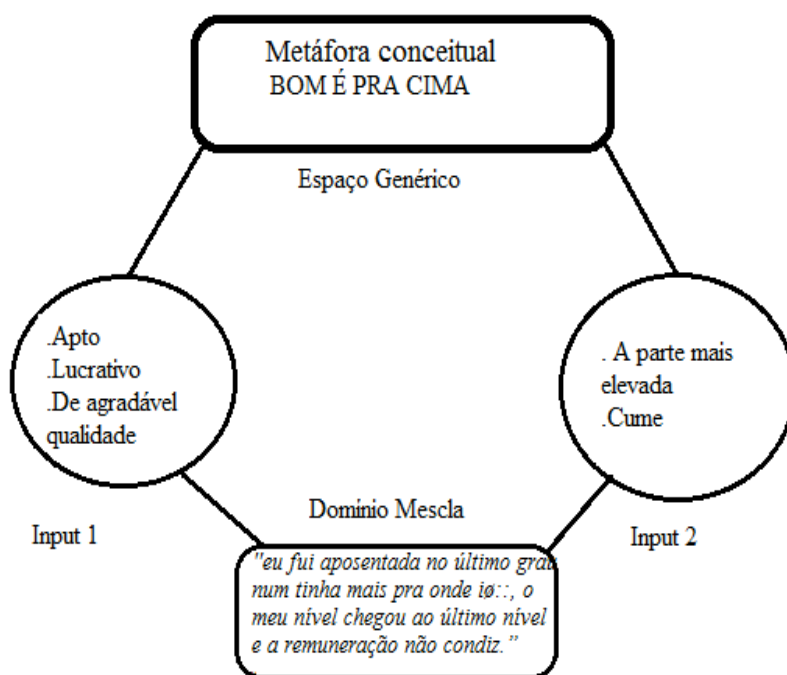 Metáfora conceitual
BOM É PRA CIMA
Espaço Genérico
.Apto
.Lucrativo
.De agradável
qualidade
. A parte mais
elevada
.Cume
Input 1
Domínio Mescla
Input 2
"eu fui aposentada no último grau
num tinha mais pra onde iø::, o
meu nível chegou ao último nível
e a remuneração não condiz.”